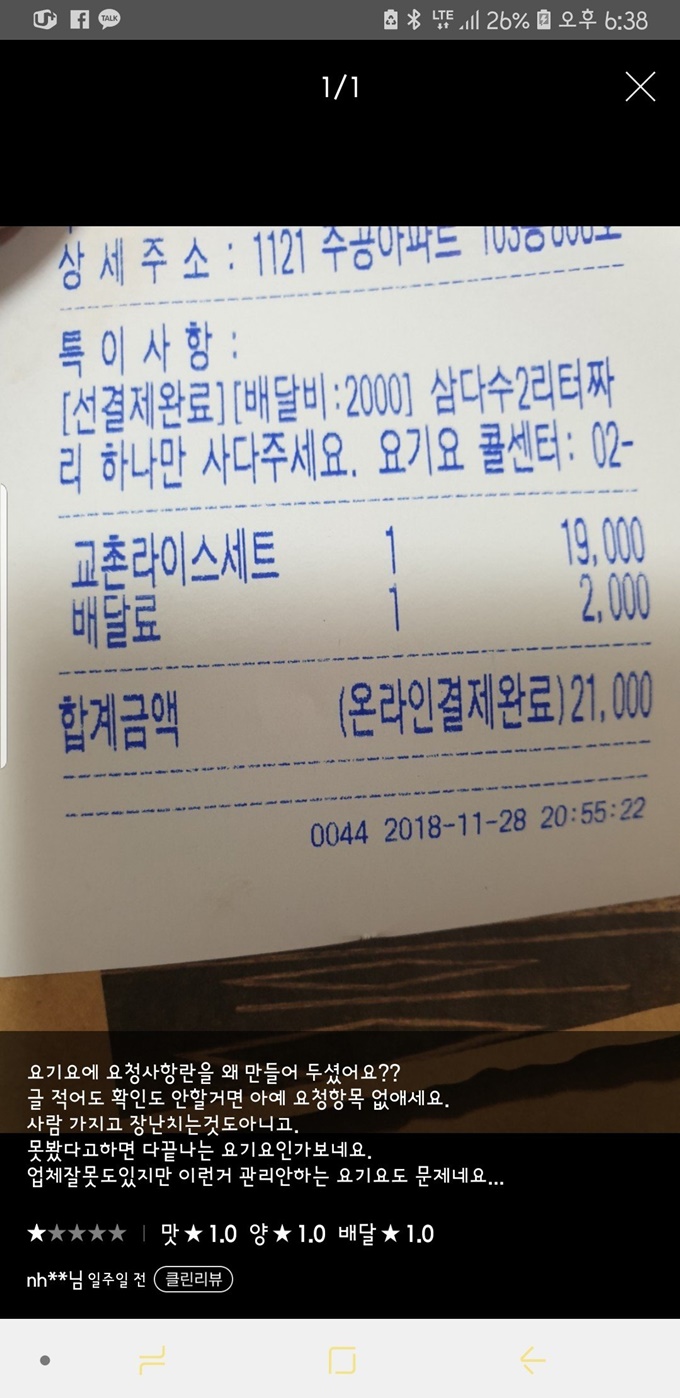 TALK
LTE 26% 오후 6:38
1/1
상 세 주 소 : 1121 주공아파트
특 이 사 항 :
[선결제완료][배달비:2000] 삼다수2리터짜
리 하나만 사다주세요. 요기요 콜센터: 02-
교촌라이스세트 1 19,000
배달료 1 2,000
합계금액 (온라인결제완료)21,000
0044 2018-11-28 20:55:22
요기요에 요청사항란을 왜 만들어 두셨어요??
글 적어도 확인도 안할거면 아예 요청항목 없애세요.
사람 가지고 장난치는것도아니고.
못봤다고하면 다끝나는 요기요인가보네요.
업체잘못도있지만 이런거 관리안하는 요기요도 문제네요...
★★★★★ | 맛 ★ 1.0 양 ★ 1.0 배달 ★ 1.0
nh**님 일주일 전 클린리뷰